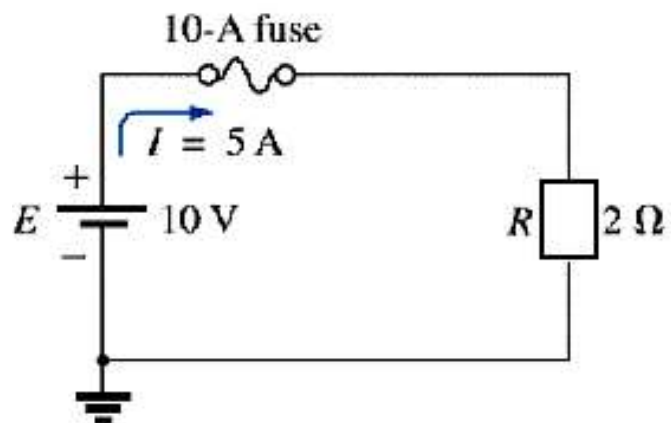 10-A fuse
I = 5 A
+
E 10 V
−
R 2 Ω